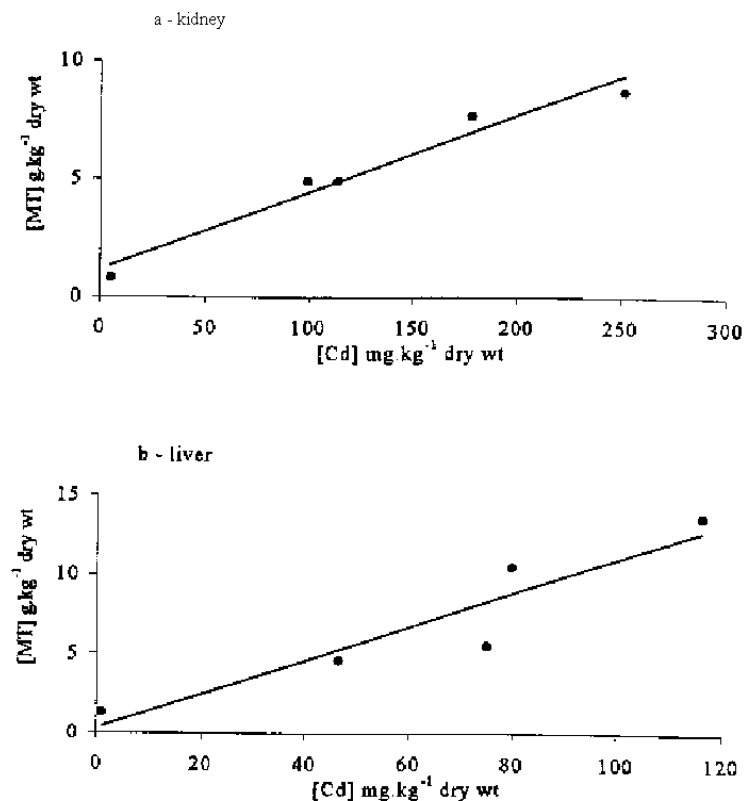 a - kidney
[MT] g.kg⁻¹ dry wt
10
5
0
0 50 100 150 200 250 300
[Cd] mg.kg⁻¹ dry wt
b - liver
[MT] g.kg⁻¹ dry wt
15
10
5
0
0 20 40 60 80 100 120
[Cd] mg.kg⁻¹ dry wt